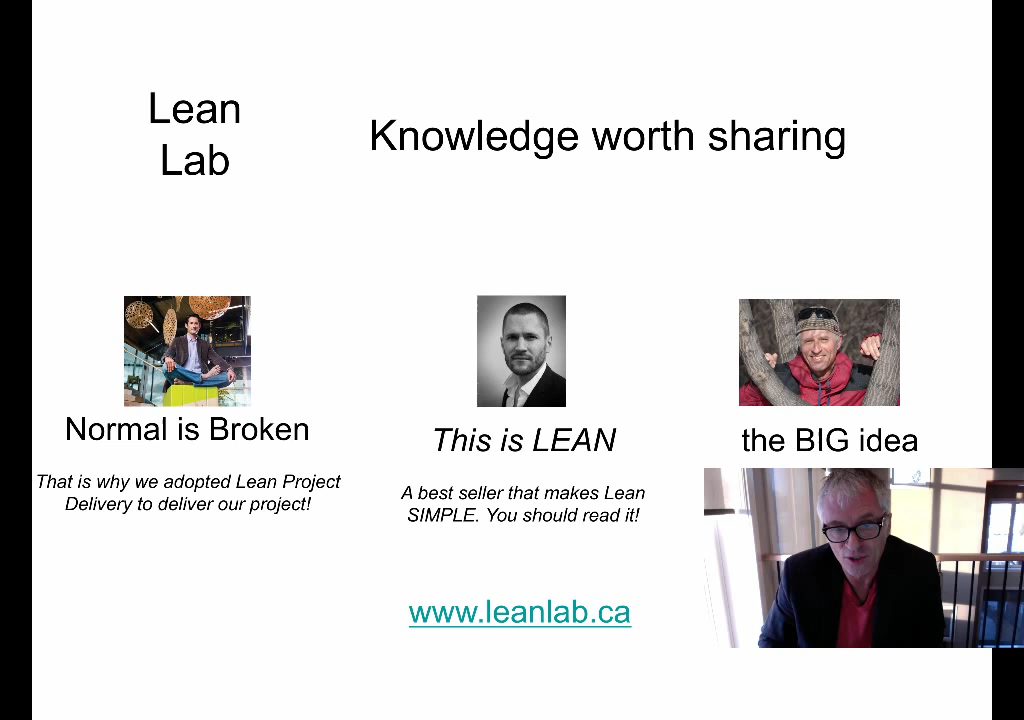 Lean
Lab
Knowledge worth sharing
Normal is Broken
That is why we adopted Lean Project
Delivery to deliver our project!
This is LEAN
A best seller that makes Lean
SIMPLE. You should read it!
the BIG idea
www.leanlab.ca